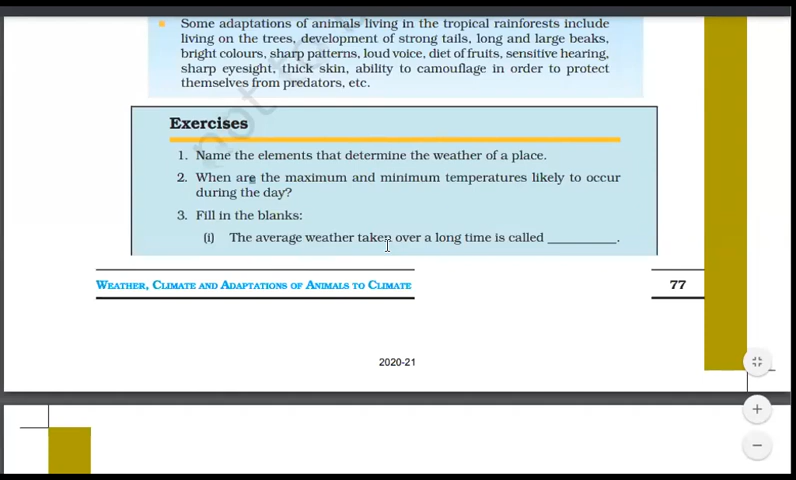 Some adaptations of animals living in the tropical rainforests include
living on the trees, development of strong tails, long and large beaks,
bright colours, sharp patterns, loud voice, diet of fruits, sensitive hearing,
sharp eyesight, thick skin, ability to camouflage in order to protect
themselves from predators, etc.
Exercises
1. Name the elements that determine the weather of a place.
2. When are the maximum and minimum temperatures likely to occur
during the day?
3. Fill in the blanks:
(i) The average weather taken over a long time is called __________.
WEATHER, CLIMATE AND ADAPTATIONS OF ANIMALS TO CLIMATE
77
2020-21